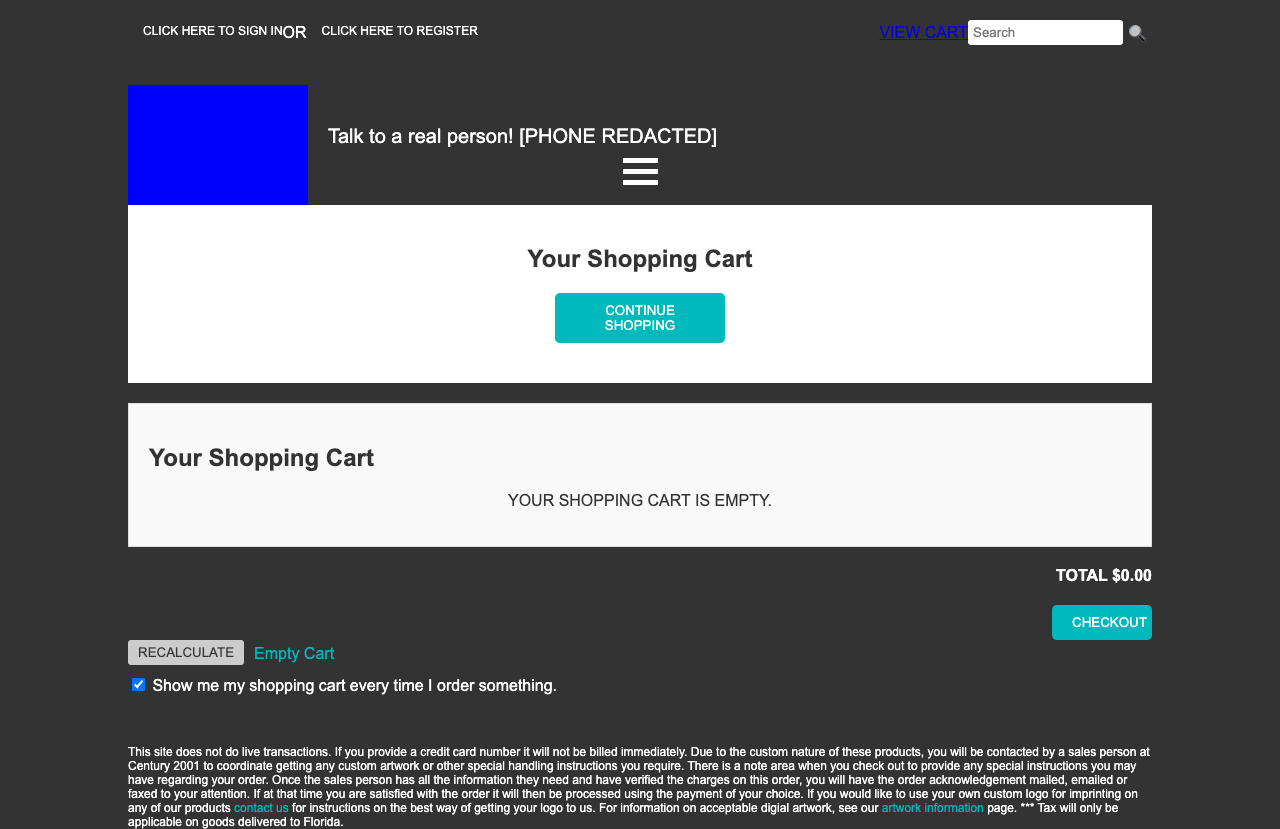 CLICK HERE TO SIGN IN OR CLICK HERE TO REGISTER VIEW CART Search
Talk to a real person! [PHONE REDACTED]
Your Shopping Cart
CONTINUE
SHOPPING
Your Shopping Cart
YOUR SHOPPING CART IS EMPTY.
TOTAL $0.00
CHECKOUT
RECALCULATE Empty Cart
Show me my shopping cart every time I order something.
This site does not do live transactions. If you provide a credit card number it will not be billed immediately. Due to the custom nature of these products, you will be contacted by a sales person at
Century 2001 to coordinate getting any custom artwork or other special handling instructions you require. There is a note area when you check out to provide any special instructions you may
have regarding your order. Once the sales person has all the information they need and have verified the charges on this order, you will have the order acknowledgement mailed, emailed or
faxed to your attention. If at that time you are satisfied with the order it will then be processed using the payment of your choice. If you would like to use your own custom logo for imprinting on
any of our products contact us for instructions on the best way of getting your logo to us. For information on acceptable digial artwork, see our artwork information page. *** Tax will only be
applicable on goods delivered to Florida.